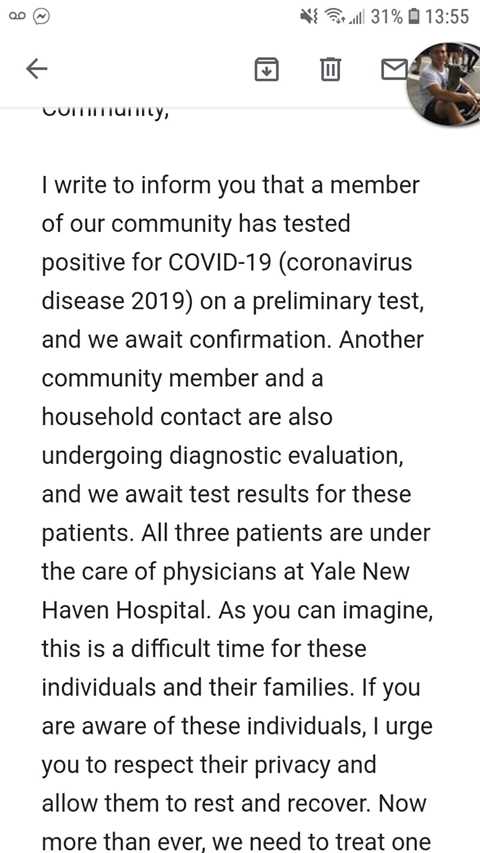 31% 13:55
Community,
I write to inform you that a member
of our community has tested
positive for COVID-19 (coronavirus
disease 2019) on a preliminary test,
and we await confirmation. Another
community member and a
household contact are also
undergoing diagnostic evaluation,
and we await test results for these
patients. All three patients are under
the care of physicians at Yale New
Haven Hospital. As you can imagine,
this is a difficult time for these
individuals and their families. If you
are aware of these individuals, I urge
you to respect their privacy and
allow them to rest and recover. Now
more than ever, we need to treat one